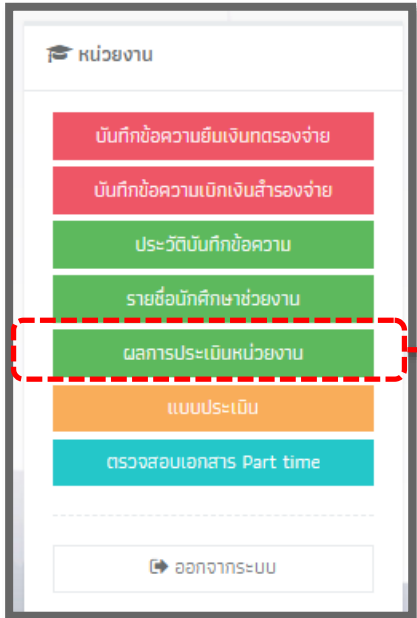 หน่วยงาน
บันทึกข้อความยืมเงินทดรองจ่าย
บันทึกข้อความเบิกเงินสำรองจ่าย
ประวัติบันทึกข้อความ
รายชื่อนักศึกษาช่วยงาน
ผลการประเมินหน่วยงาน
แบบประเมิน
ตรวจสอบเอกสาร Part time
ออกจากระบบ